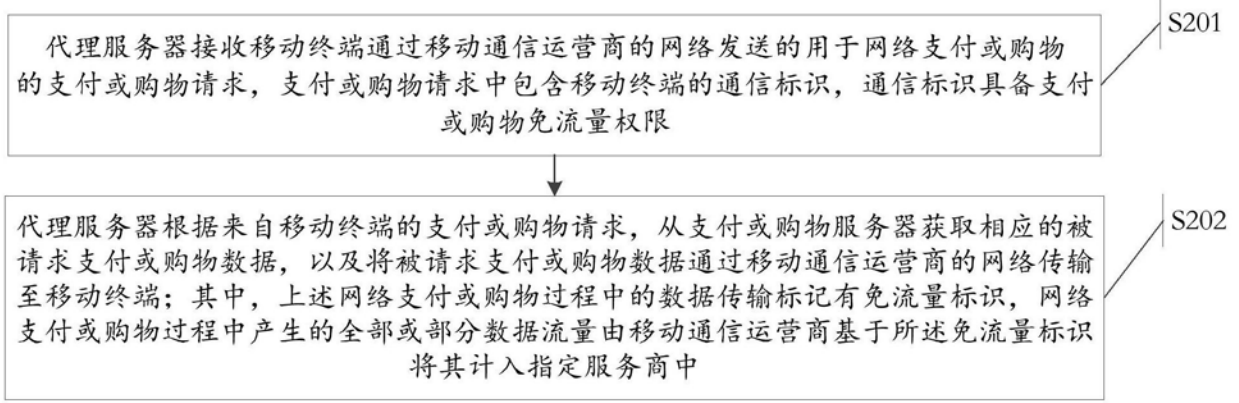 S201
代理服务器接收移动终端通过移动通信运营商的网络发送的用于网络支付或购物
的支付或购物请求，支付或购物请求中包含移动终端的通信标识，通信标识具备支付
或购物免流量权限
S202
代理服务器根据来自移动终端的支付或购物请求，从支付或购物服务器获取相应的被
请求支付或购物数据，以及将被请求支付或购物数据通过移动通信运营商的网络传输
至移动终端；其中，上述网络支付或购物过程中的数据传输标记有免流量标识，网络
支付或购物过程中产生的全部或部分数据流量由移动通信运营商基于所述免流量标识
将其计入指定服务商中